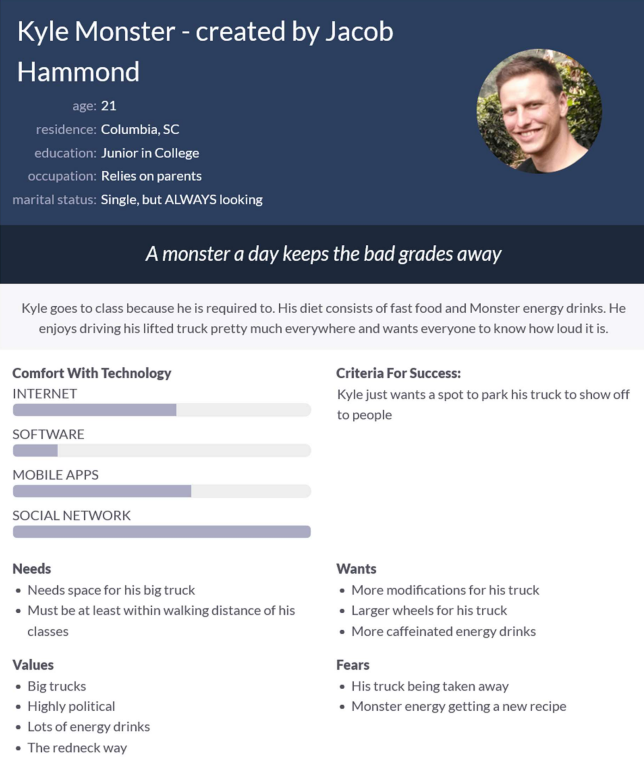 Kyle Monster - created by Jacob
Hammond
age: 21
residence: Columbia, SC
education: Junior in College
occupation: Relies on parents
marital status: Single, but ALWAYS looking
A monster a day keeps the bad grades away
Kyle goes to class because he is required to. His diet consists of fast food and Monster energy drinks. He
enjoys driving his lifted truck pretty much everywhere and wants everyone to know how loud it is.
Comfort With Technology
INTERNET
SOFTWARE
MOBILE APPS
SOCIAL NETWORK
Criteria For Success:
Kyle just wants a spot to park his truck to show off
to people
Needs
• Needs space for his big truck
• Must be at least within walking distance of his
classes
Wants
• More modifications for his truck
• Larger wheels for his truck
• More caffeinated energy drinks
Values
• Big trucks
• Highly political
• Lots of energy drinks
• The redneck way
Fears
• His truck being taken away
• Monster energy getting a new recipe